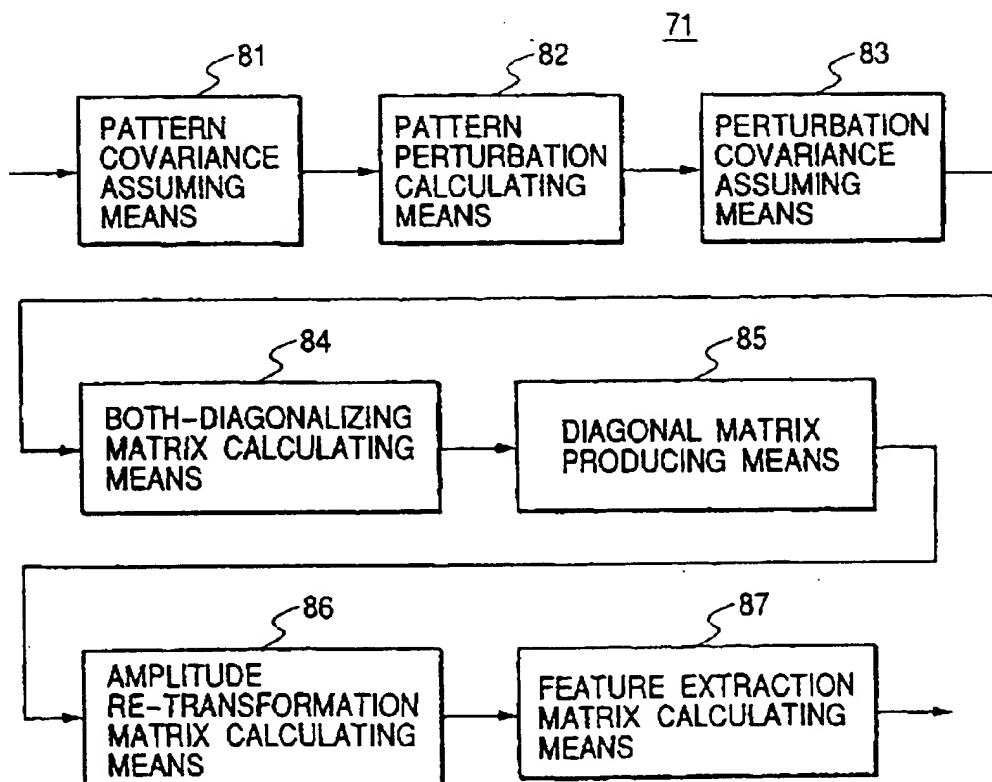 71
81
82
83
PATTERN
COVARIANCE
ASSUMING
MEANS
PATTERN
PERTURBATION
CALCULATING
MEANS
PERTURBATION
COVARIANCE
ASSUMING
MEANS
84
85
BOTH-DIAGONALIZING
MATRIX CALCULATING
MEANS
DIAGONAL MATRIX
PRODUCING MEANS
86
87
AMPLITUDE
RE-TRANSFORMATION
MATRIX CALCULATING
MEANS
FEATURE EXTRACTION
MATRIX CALCULATING
MEANS